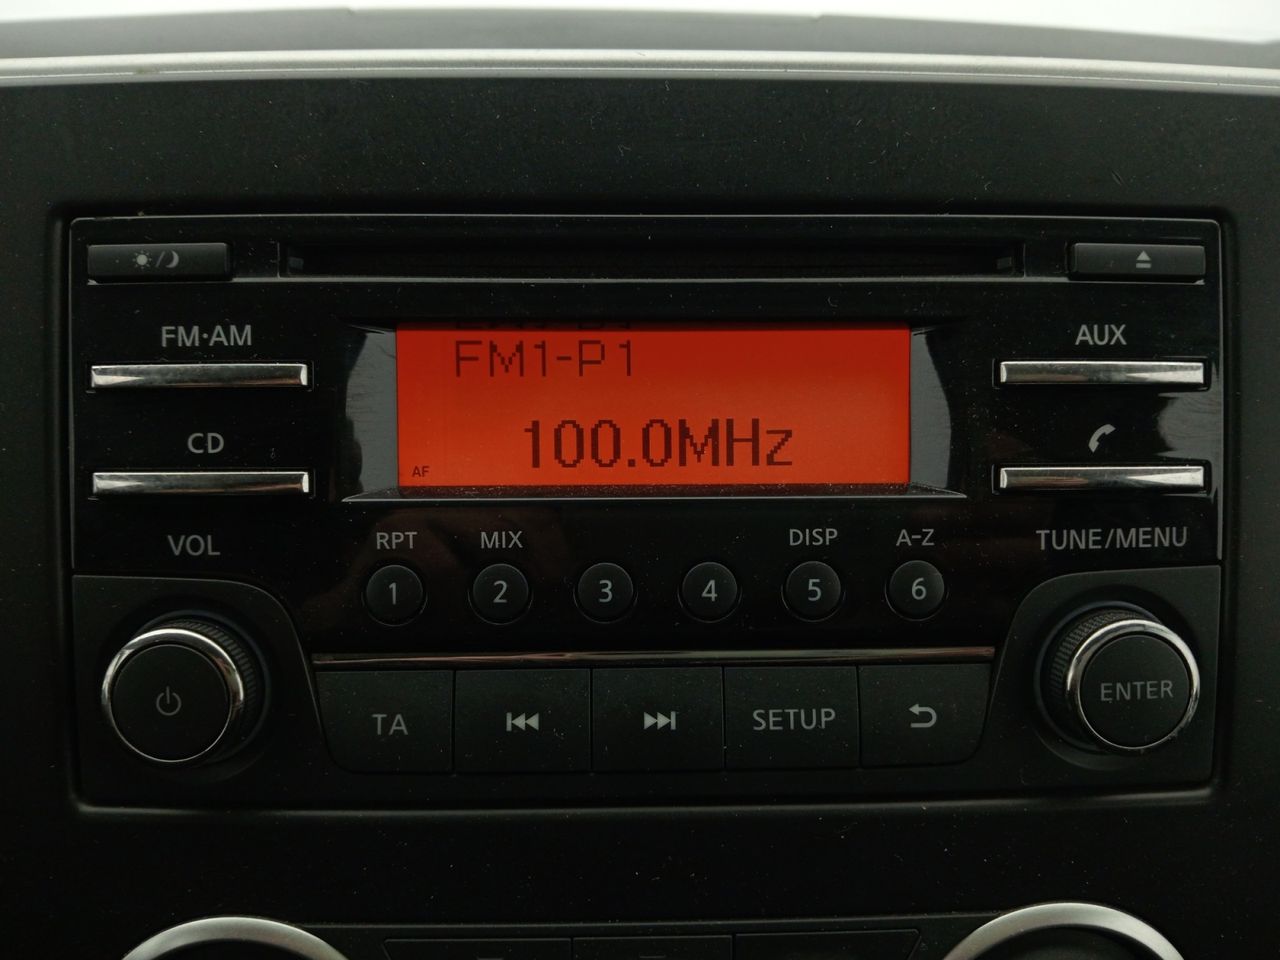 FM·AM
AUX
FM1-P1
100.0MHz
AF
CD
VOL
RPT
MIX
DISP
A-Z
TUNE/MENU
1
2
3
4
5
6
TA
SETUP
ENTER